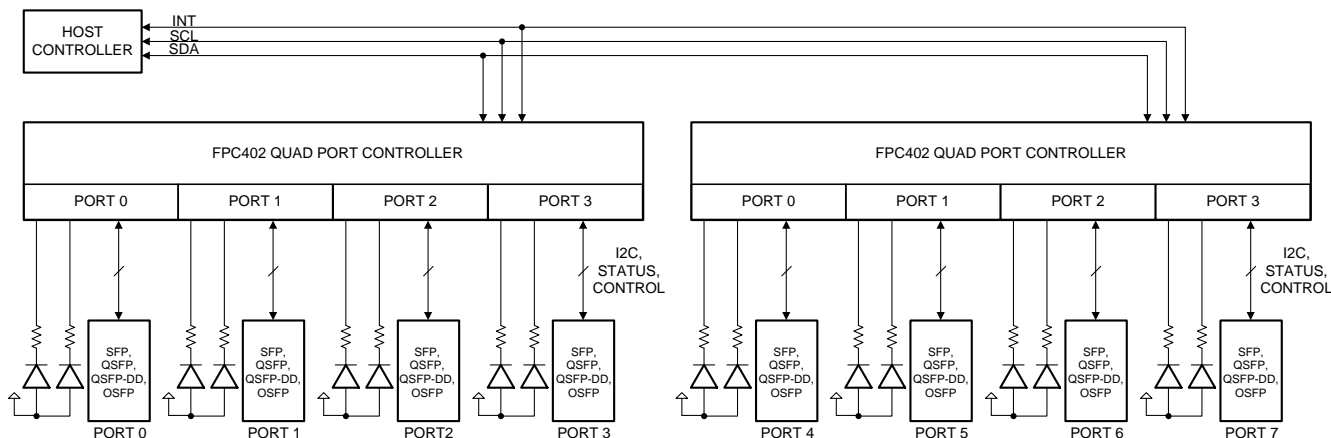 HOST
CONTROLLER
INT
SCL
SDA
FPC402 QUAD PORT CONTROLLER
PORT 0
PORT 1
PORT 2
PORT 3
FPC402 QUAD PORT CONTROLLER
PORT 0
PORT 1
PORT 2
PORT 3
I2C,
STATUS,
CONTROL
I2C,
STATUS,
CONTROL
SFP,
QSFP,
QSFP-DD,
OSFP
SFP,
QSFP,
QSFP-DD,
OSFP
SFP,
QSFP,
QSFP-DD,
OSFP
SFP,
QSFP,
QSFP-DD,
OSFP
SFP,
QSFP,
QSFP-DD,
OSFP
SFP,
QSFP,
QSFP-DD,
OSFP
SFP,
QSFP,
QSFP-DD,
OSFP
SFP,
QSFP,
QSFP-DD,
OSFP
PORT 0
PORT 1
PORT2
PORT 3
PORT 4
PORT 5
PORT 6
PORT 7